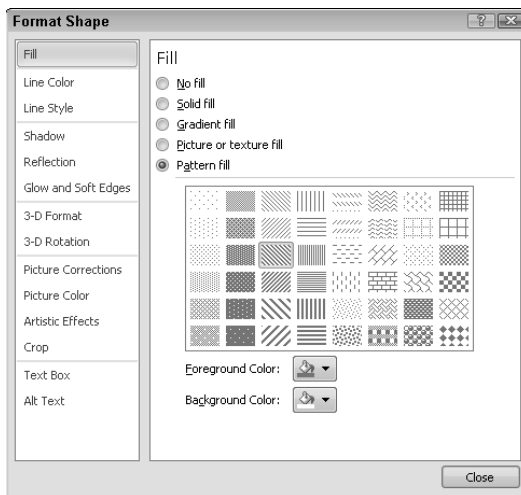 Format Shape
Fill
Line Color
Line Style
Shadow
Reflection
Glow and Soft Edges
3-D Format
3-D Rotation
Picture Corrections
Picture Color
Artistic Effects
Crop
Text Box
Alt Text
Fill
No fill
Solid fill
Gradient fill
Picture or texture fill
Pattern fill
Foreground Color:
Background Color:
Close